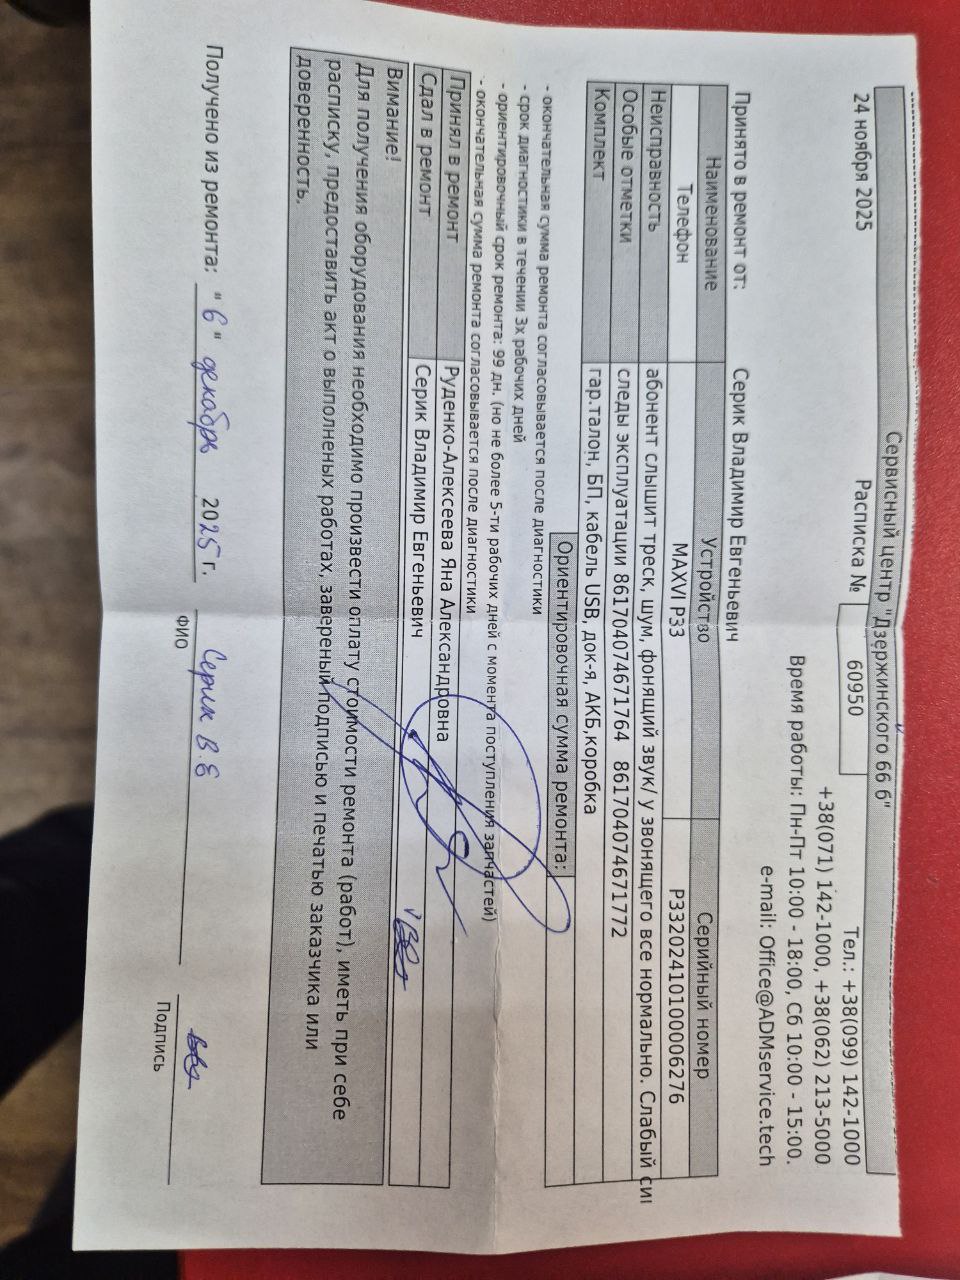 Сервисный центр "Дзержинского 66 б"
24 ноября 2025 Расписка № 60950 Тел.: +38(099) 142-1000
+38(071) 142-1000, +38(062) 213-5000
Время работы: Пн-Пт 10:00 - 18:00, Сб 10:00 - 15:00.
e-mail: Office@ADMservice.tech
Принято в ремонт от: Серик Владимир Евгеньевич
Наименование Устройство Серийный номер
Телефон MAXVI P33 P3320241010006276
Неисправность абонент слышит треск, шум, фонящий звук/ у звонящего все нормально. Слабый сиг
Особые отметки следы эксплуатации 861704074671764 861704074671772
Комплект гар.талон, БП, кабель USB, док-я, АКБ,коробка
Ориентировочная сумма ремонта:
- окончательная сумма ремонта согласовывается после диагностики
- срок диагностики в течении 3х рабочих дней
- ориентировочный срок ремонта: 99 дн. (но не более 5-ти рабочих дней с момента поступления запчастей)
- окончательная сумма ремонта согласовывается после диагностики
Принял в ремонт Руденко-Алексеева Яна Александровна
Сдал в ремонт Серик Владимир Евгеньевич
Вимание!
Для получения оборудования необходимо произвести оплату стоимости ремонта (работ), иметь при себе
расписку, предоставить акт о выполненых работах, завереный подписью и печатью заказчика или
доверенность.
Получено из ремонта: "6" декабрь 2025 г. Серик В.Е
ФИО Подпись